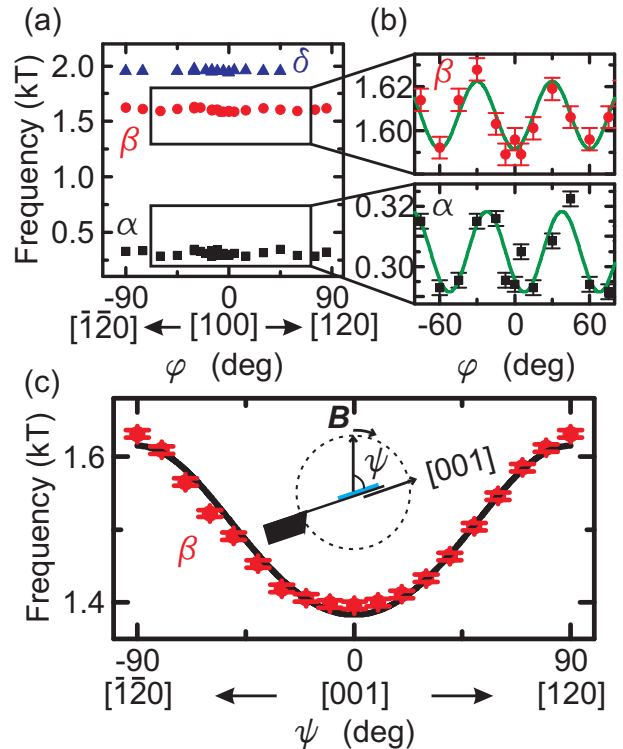 (a)
(b)
Frequency (kT)
2.0
1.5
1.0
0.5
δ
β
α
-90
0
90
[1̄1̄20] ← [100] → [120]
φ (deg)
1.62
1.60
β
0.32
0.30
α
-60
0
60
φ (deg)
(c)
Frequency (kT)
1.6
1.4
B
ψ
[001]
β
-90
0
90
[1̄2̄0] ← [001] → [120]
ψ (deg)